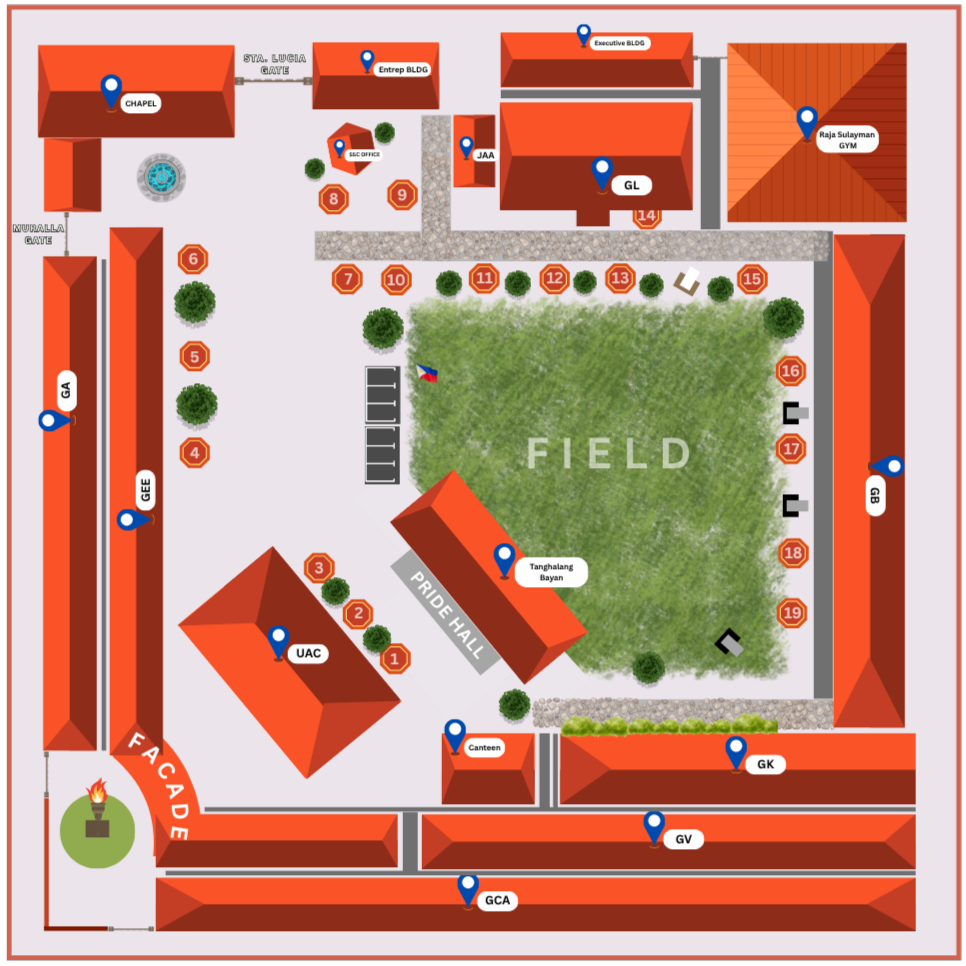 STA. LUCIA
GATE
Executive BLDG
Entrep BLDG
CHAPEL
Raja Sulayman
GYM
SSC OFFICE
JAA
GL
8
9
14
MURALLA
GATE
6
7
10
11
12
13
15
5
16
GA
FIELD
4
17
GEE
GB
3
Tanghalang
Bayan
18
2
PRIDE HALL
19
UAC
1
FACADE
Canteen
GK
GV
GCA